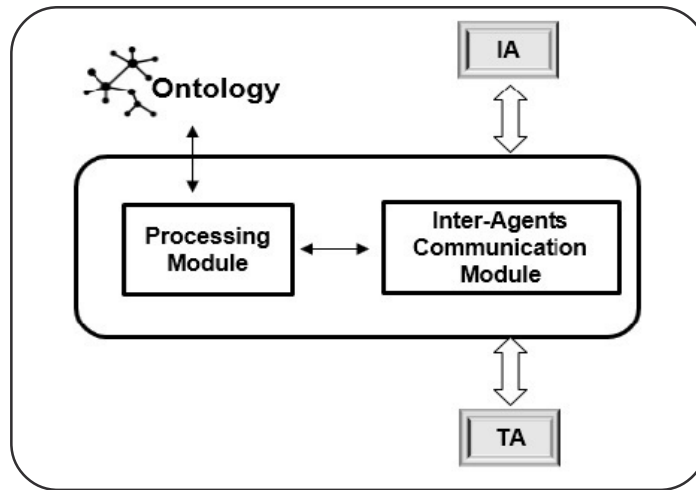 IA
Ontology
Processing
Module
Inter-Agents
Communication
Module
TA